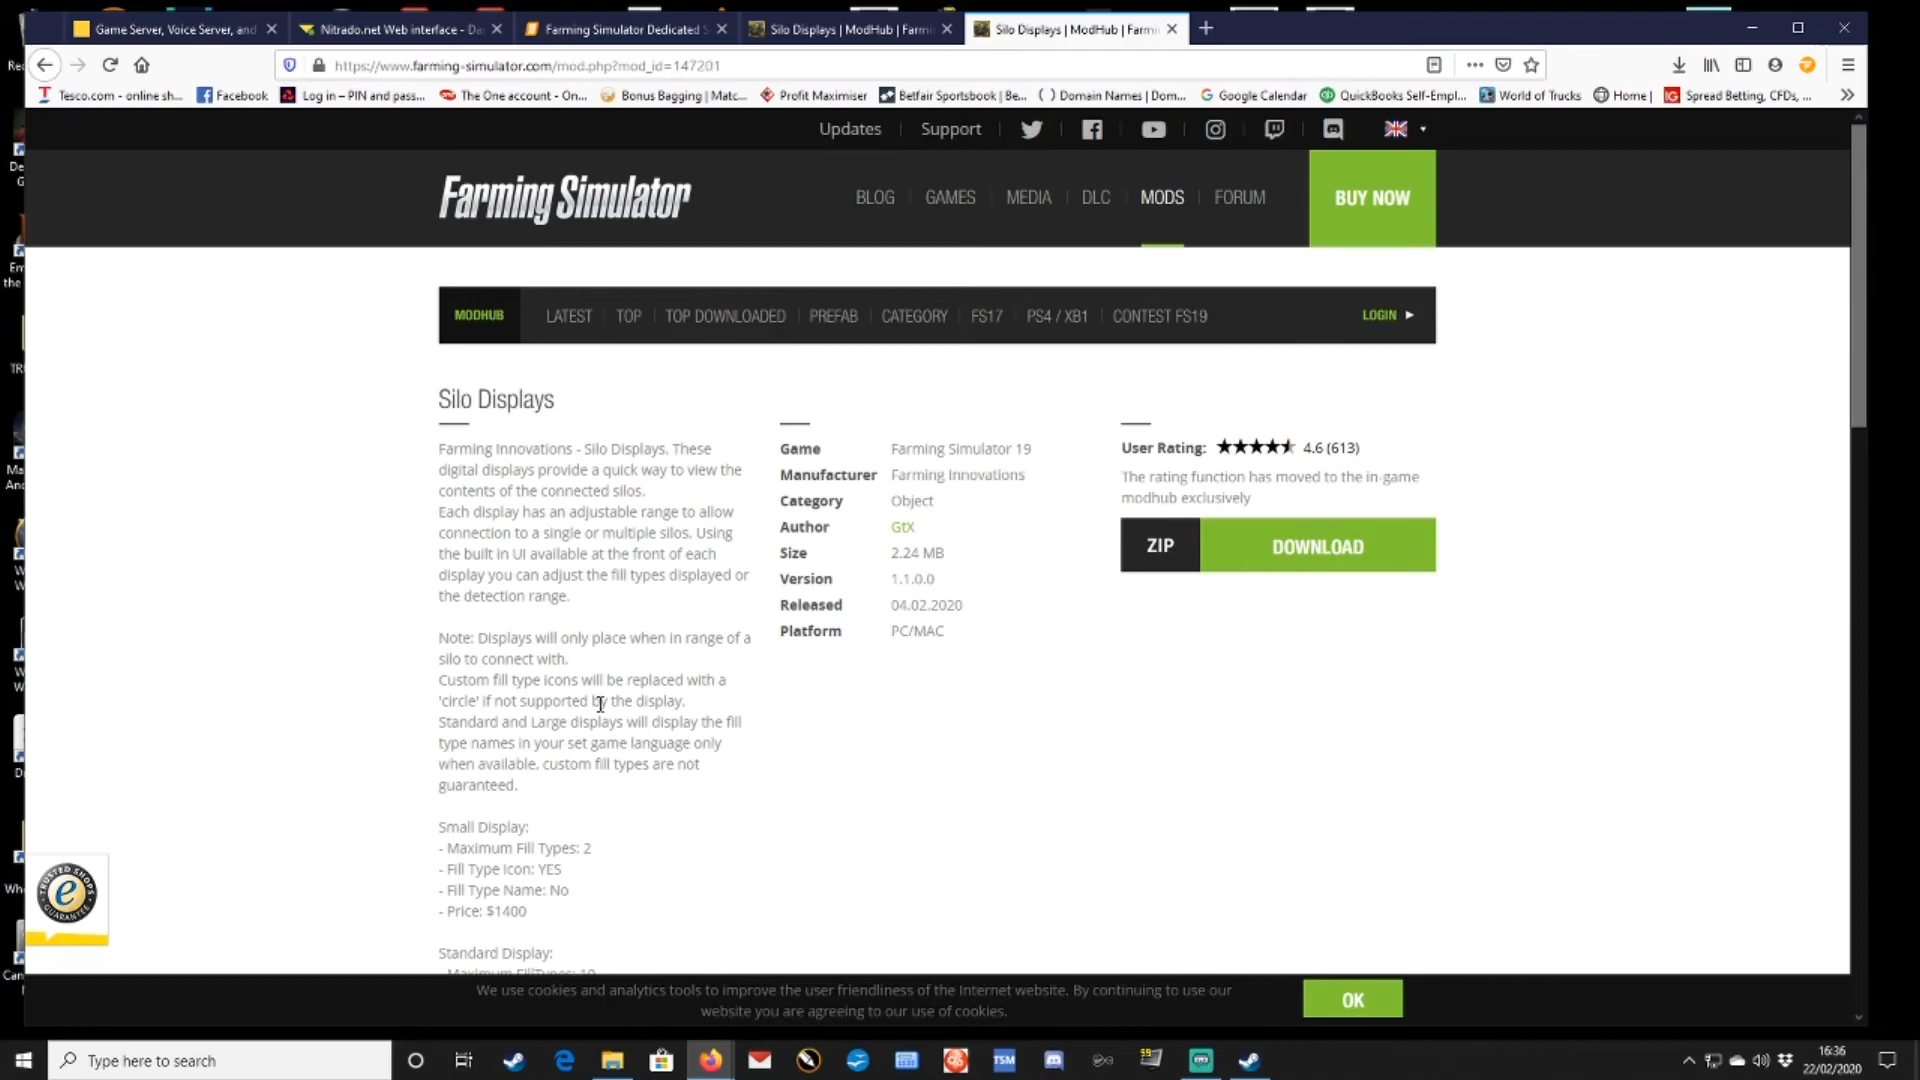 Game Server, Voice Server, and
Nitrado.net Web interface - Da
Farming Simulator Dedicated S
Silo Displays | ModHub | Farmi
Silo Displays | ModHub | Farmi
https://www.farming-simulator.com/mod.php?mod_id=147201
Tesco.com - online sh...
Facebook
Log in – PIN and pass...
The One account - On...
Bonus Bagging | Matc...
Profit Maximiser
Betfair Sportsbook | Be...
Domain Names | Dom...
Google Calendar
QuickBooks Self-Empl...
World of Trucks
Home |
Spread Betting, CFDs, ...
Updates
Support
Farming Simulator
BLOG
GAMES
MEDIA
DLC
MODS
FORUM
BUY NOW
MODHUB
LATEST
TOP
TOP DOWNLOADED
PREFAB
CATEGORY
FS17
PS4 / XB1
CONTEST FS19
LOGIN
Silo Displays
Farming Innovations - Silo Displays. These
digital displays provide a quick way to view the
contents of the connected silos.
Each display has an adjustable range to allow
connection to a single or multiple silos. Using
the built in UI available at the front of each
display you can adjust the fill types displayed or
the detection range.
Note: Displays will only place when in range of a
silo to connect with.
Custom fill type icons will be replaced with a
'circle' if not supported by the display.
Standard and Large displays will display the fill
type names in your set game language only
when available, custom fill types are not
guaranteed.
Small Display:
- Maximum Fill Types: 2
- Fill Type Icon: YES
- Fill Type Name: No
- Price: $1400
Standard Display:
- Maximum FillTypes: 10
Game Farming Simulator 19
Manufacturer Farming Innovations
Category Object
Author GtX
Size 2.24 MB
Version 1.1.0.0
Released 04.02.2020
Platform PC/MAC
User Rating: 4.6 (613)
The rating function has moved to the in-game
modhub exclusively
ZIP
DOWNLOAD
TRUSTED SHOPS
GUARANTEE
We use cookies and analytics tools to improve the user friendliness of the Internet website. By continuing to use our
website you are agreeing to our use of cookies.
OK
Type here to search
TSM
99
16:36
22/02/2020